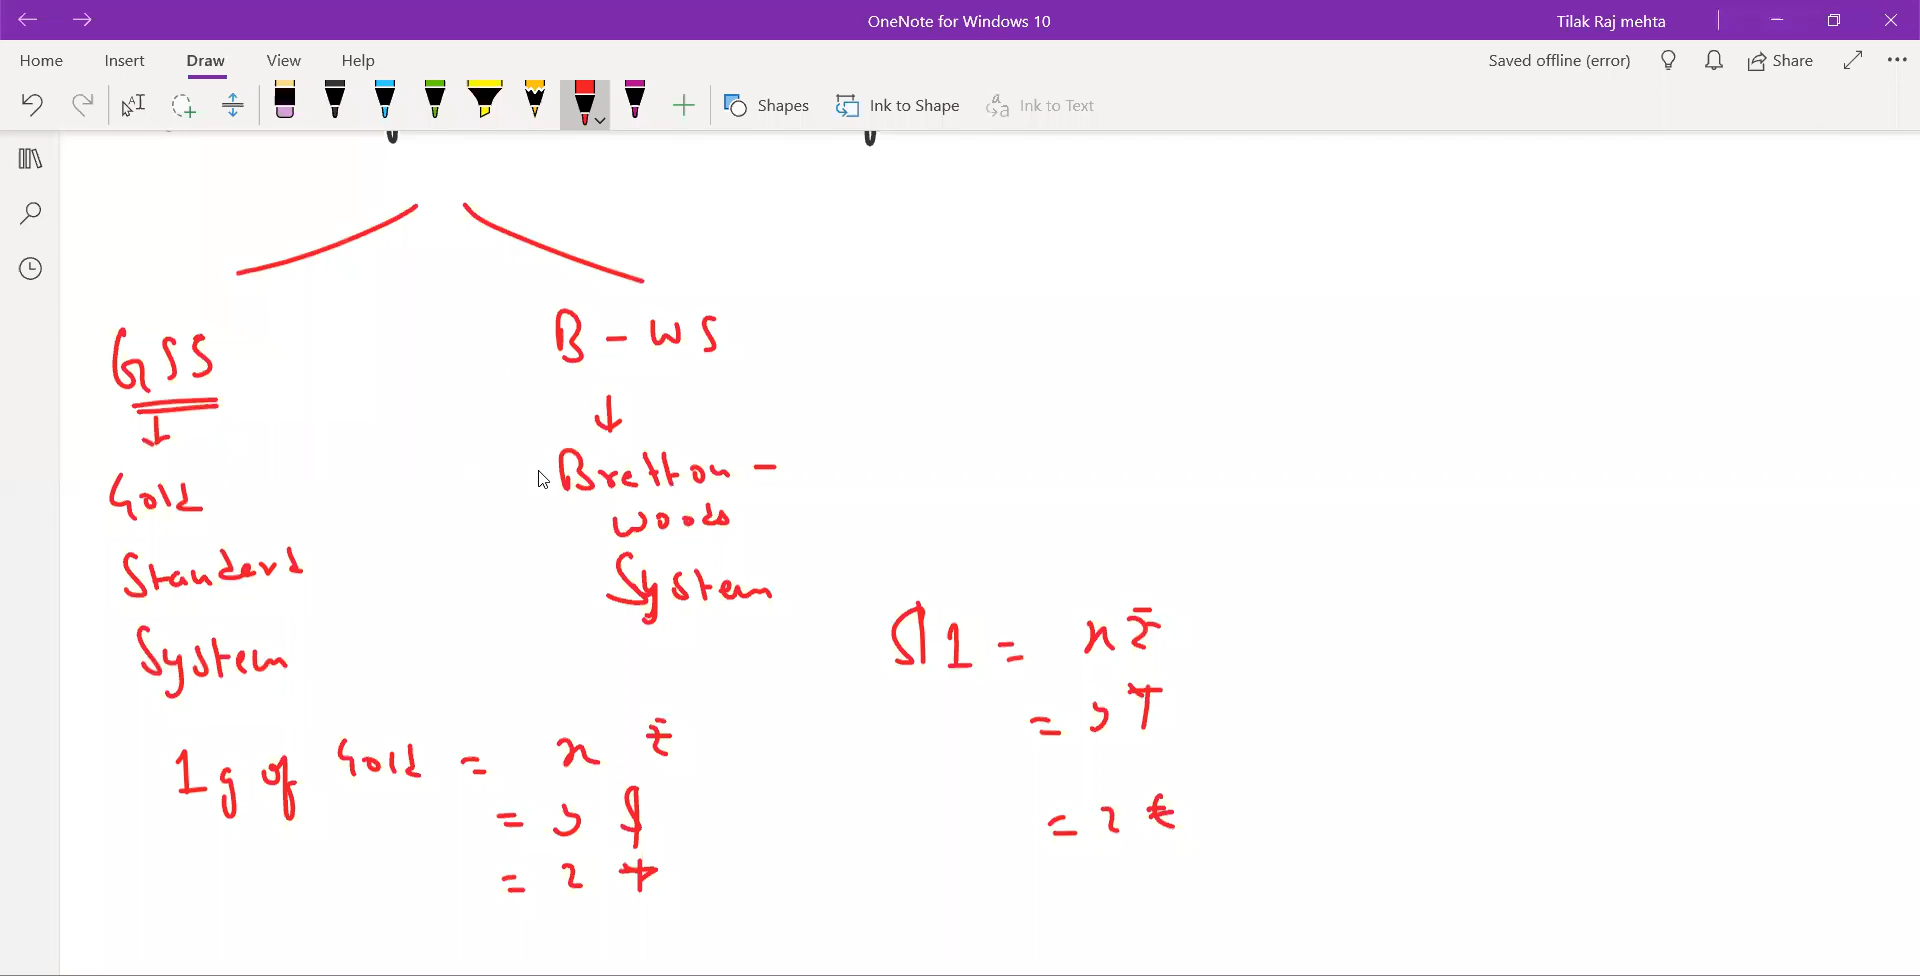 OneNote for Windows 10
Tilak Raj mehta
Home Insert Draw View Help
Saved offline (error) Share
Shapes Ink to Shape Ink to Text
GSS
B - WS
Gold
Standard
System
Bretton -
woods
System
1 g of Gold = x ₹
= y $
= z
$ 1 = x ₹
= y
= z €